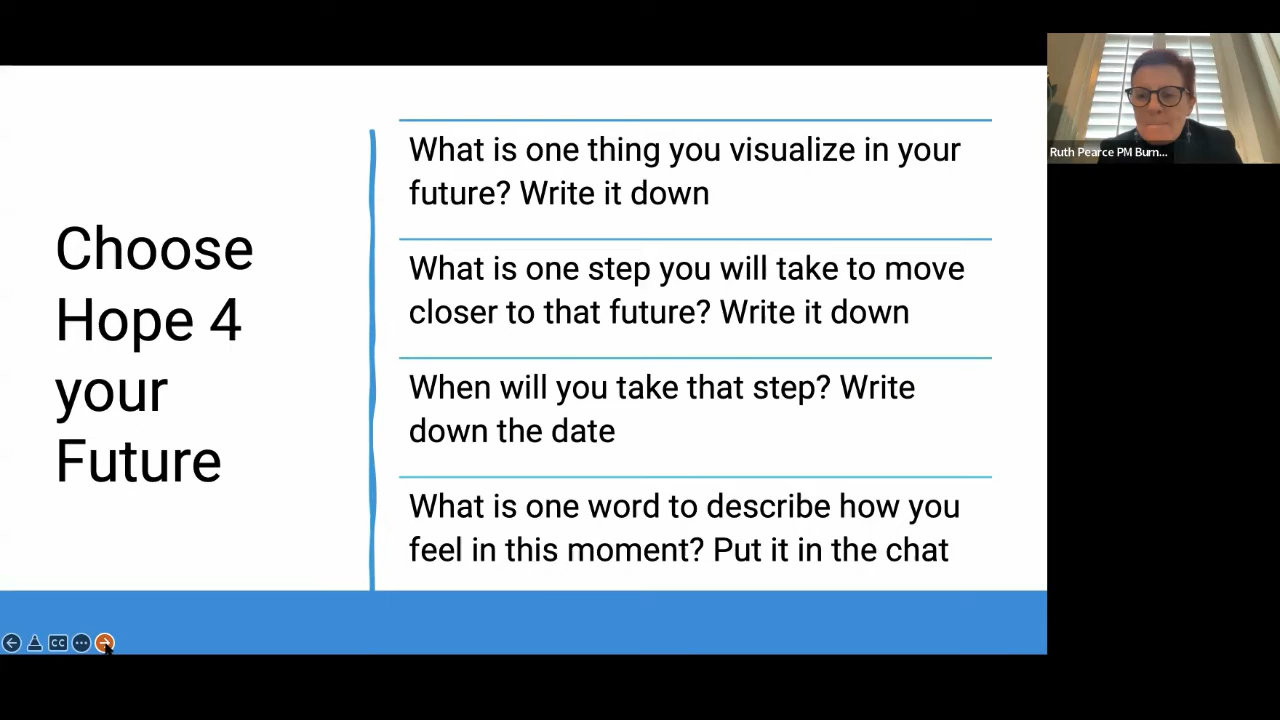 Choose
Hope 4
your
Future
What is one thing you visualize in your
future? Write it down
What is one step you will take to move
closer to that future? Write it down
When will you take that step? Write
down the date
What is one word to describe how you
feel in this moment? Put it in the chat
Ruth Pearce PM Burn...
CC